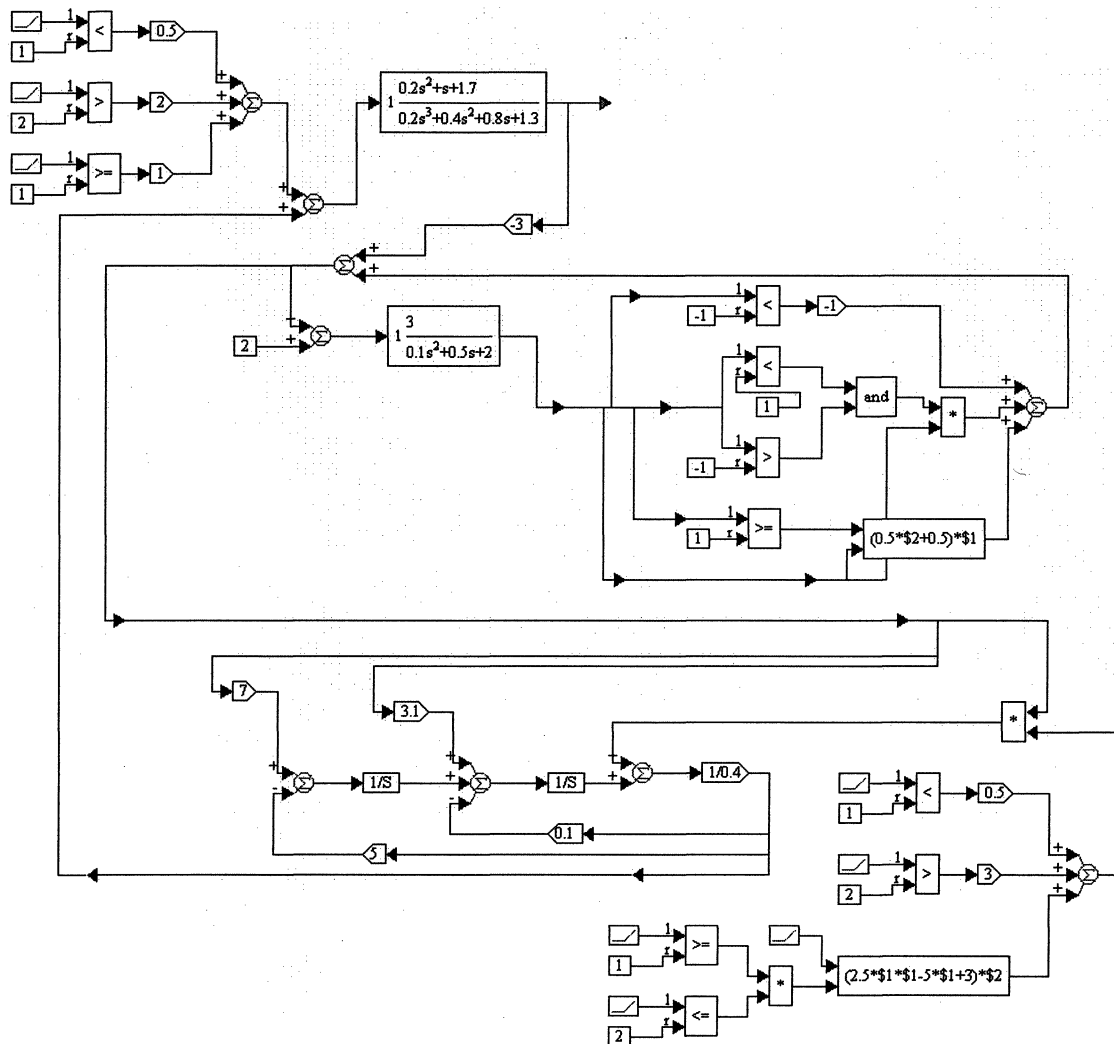 1
<
0.5
r
1
+
1
>
2
+
Σ
r
2
+
1
>=
1
r
1
1
0.2s²+s+1.7
0.2s³+0.4s²+0.8s+1.3
+
+
Σ
-3
+
Σ
+
-
+
Σ
2
1
3
0.1s²+0.5s+2
1
<
-1
r
-1
1
<
r
1
and
*
+
+
+
Σ
1
>
r
-1
1
>=
r
1
(0.5*$2+0.5)*$1
7
3.1
*
+
-
Σ
1/S
+
+
-
Σ
1/S
+
+
Σ
1/0.4
0.1
5
1
<
0.5
r
1
+
1
>
3
+
Σ
r
2
+
1
>=
r
1
*
(2.5*$1*$1-5*$1+3)*$2
1
<=
r
2